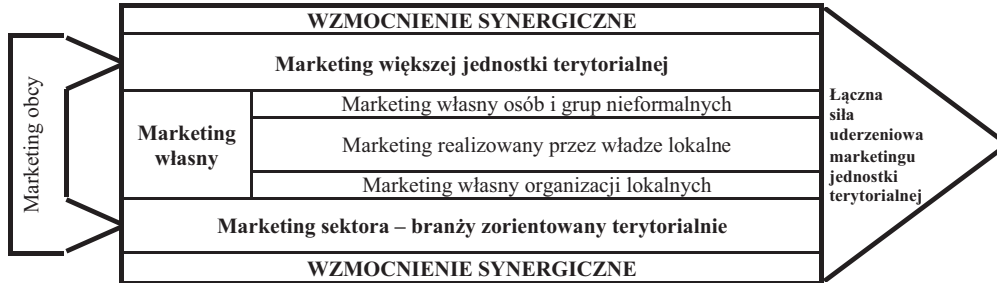 WZMOCNIENIE SYNERGICZNE
Marketing obcy
Marketing większej jednostki terytorialnej
Marketing
własny
Marketing własny osób i grup nieformalnych
Marketing realizowany przez władze lokalne
Marketing własny organizacji lokalnych
Marketing sektora – branży zorientowany terytorialnie
WZMOCNIENIE SYNERGICZNE
Łączna
siła
uderzeniowa
marketingu
jednostki
terytorialnej